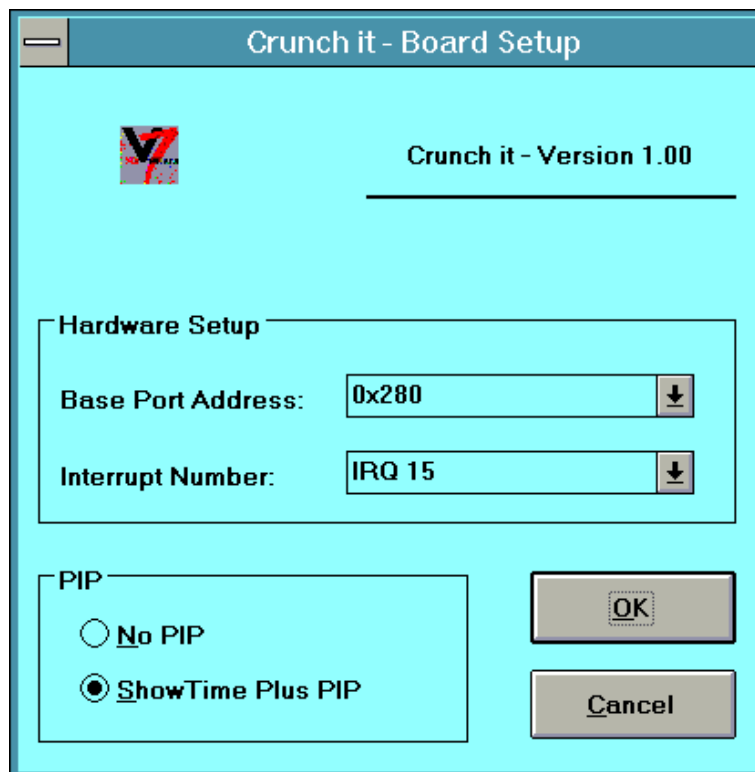 Crunch it - Board Setup
V7
Crunch it - Version 1.00
Hardware Setup
Base Port Address: 0x280
Interrupt Number: IRQ 15
PIP
No PIP
ShowTime Plus PIP
OK
Cancel